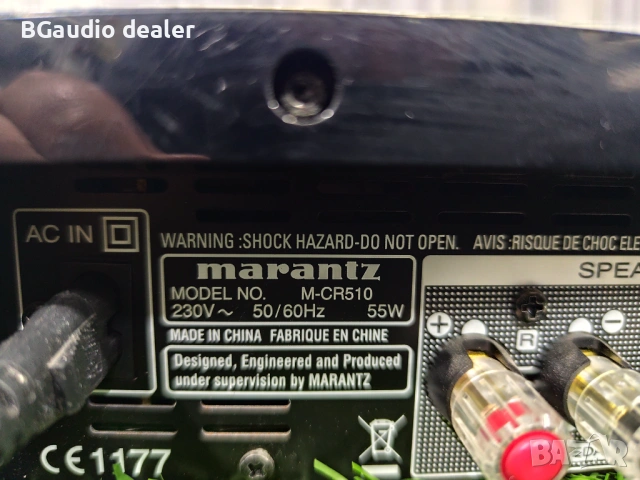 BGaudio dealer
AC IN
WARNING :SHOCK HAZARD-DO NOT OPEN. AVIS :RISQUE DE CHOC ELE
marantz
MODEL NO. M-CR510
230V~ 50/60Hz 55W
MADE IN CHINA FABRIQUE EN CHINE
Designed, Engineered and Produced
under supervision by MARANTZ
SPEA
+ R -
CE1177
BAZAR